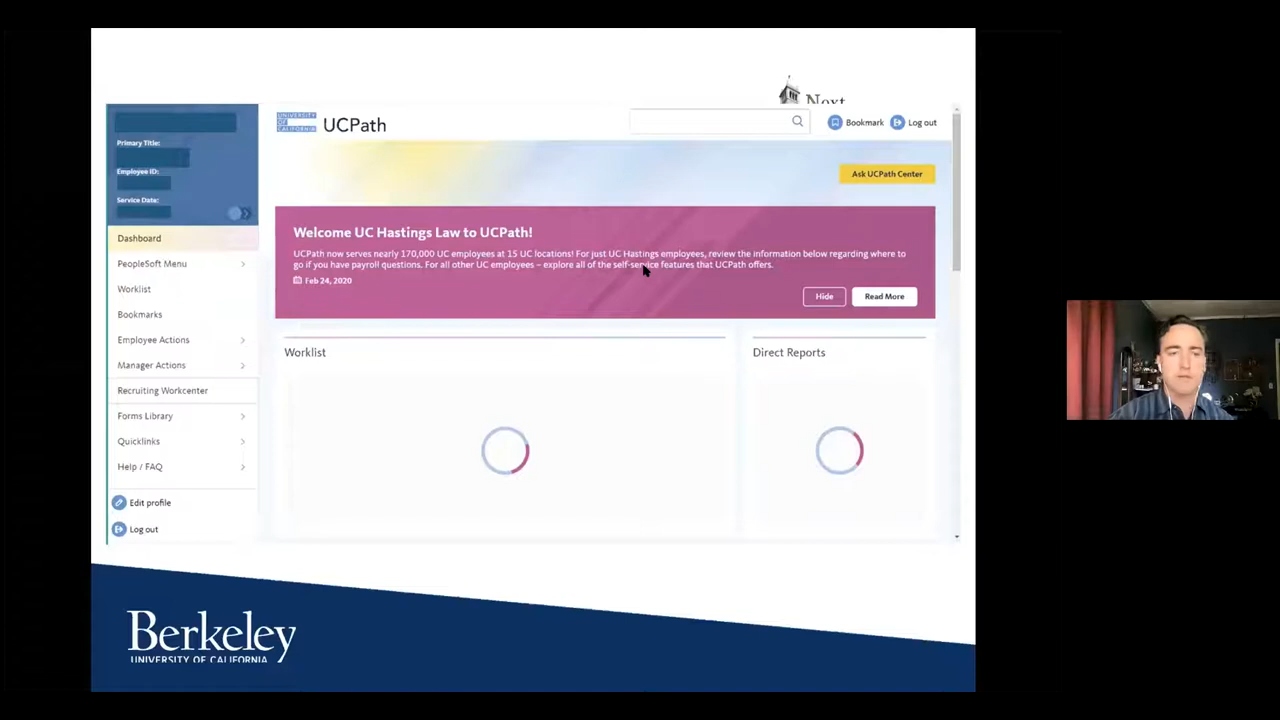 Next
UNIVERSITY
OF
CALIFORNIA
UCPath
Bookmark
Log out
Primary Title:
Employee ID:
Service Date:
Ask UCPath Center
Dashboard
PeopleSoft Menu
Worklist
Bookmarks
Employee Actions
Manager Actions
Recruiting Workcenter
Forms Library
Quicklinks
Help / FAQ
Edit profile
Log out
Welcome UC Hastings Law to UCPath!
UCPath now serves nearly 170,000 UC employees at 15 UC locations! For just UC Hastings employees, review the information below regarding where to
go if you have payroll questions. For all other UC employees – explore all of the self-service features that UCPath offers.
Feb 24, 2020
Hide
Read More
Worklist
Direct Reports
Berkeley
UNIVERSITY OF CALIFORNIA